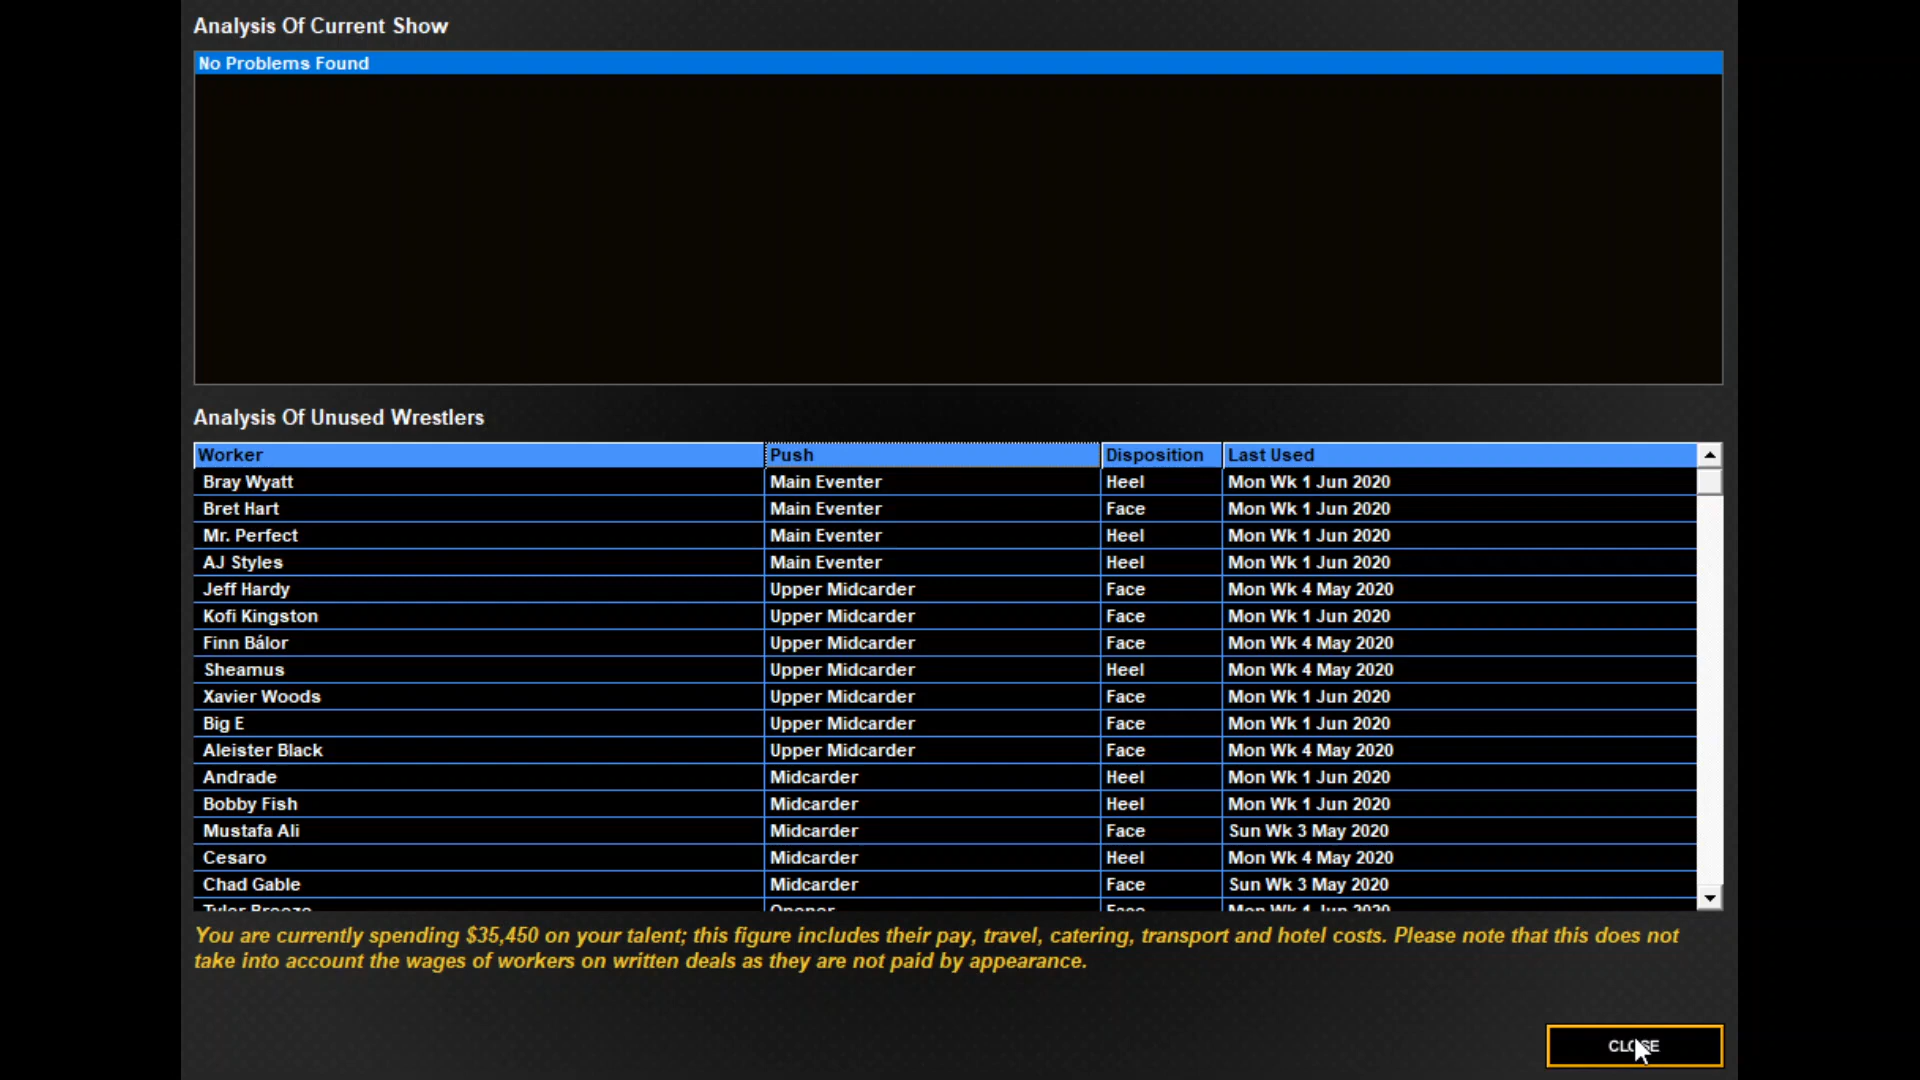 Analysis Of Current Show
No Problems Found
Analysis Of Unused Wrestlers
Worker Push Disposition Last Used
Bray Wyatt Main Eventer Heel Mon Wk 1 Jun 2020
Bret Hart Main Eventer Face Mon Wk 1 Jun 2020
Mr. Perfect Main Eventer Heel Mon Wk 1 Jun 2020
AJ Styles Main Eventer Heel Mon Wk 1 Jun 2020
Jeff Hardy Upper Midcarder Face Mon Wk 4 May 2020
Kofi Kingston Upper Midcarder Face Mon Wk 1 Jun 2020
Finn Bálor Upper Midcarder Face Mon Wk 4 May 2020
Sheamus Upper Midcarder Heel Mon Wk 4 May 2020
Xavier Woods Upper Midcarder Face Mon Wk 1 Jun 2020
Big E Upper Midcarder Face Mon Wk 1 Jun 2020
Aleister Black Upper Midcarder Face Mon Wk 4 May 2020
Andrade Midcarder Heel Mon Wk 1 Jun 2020
Bobby Fish Midcarder Heel Mon Wk 1 Jun 2020
Mustafa Ali Midcarder Face Sun Wk 3 May 2020
Cesaro Midcarder Heel Mon Wk 4 May 2020
Chad Gable Midcarder Face Sun Wk 3 May 2020
Tyler Breeze Opener Face Mon Wk 1 Jun 2020
You are currently spending $35,450 on your talent; this figure includes their pay, travel, catering, transport and hotel costs. Please note that this does not
take into account the wages of workers on written deals as they are not paid by appearance.
CLOSE